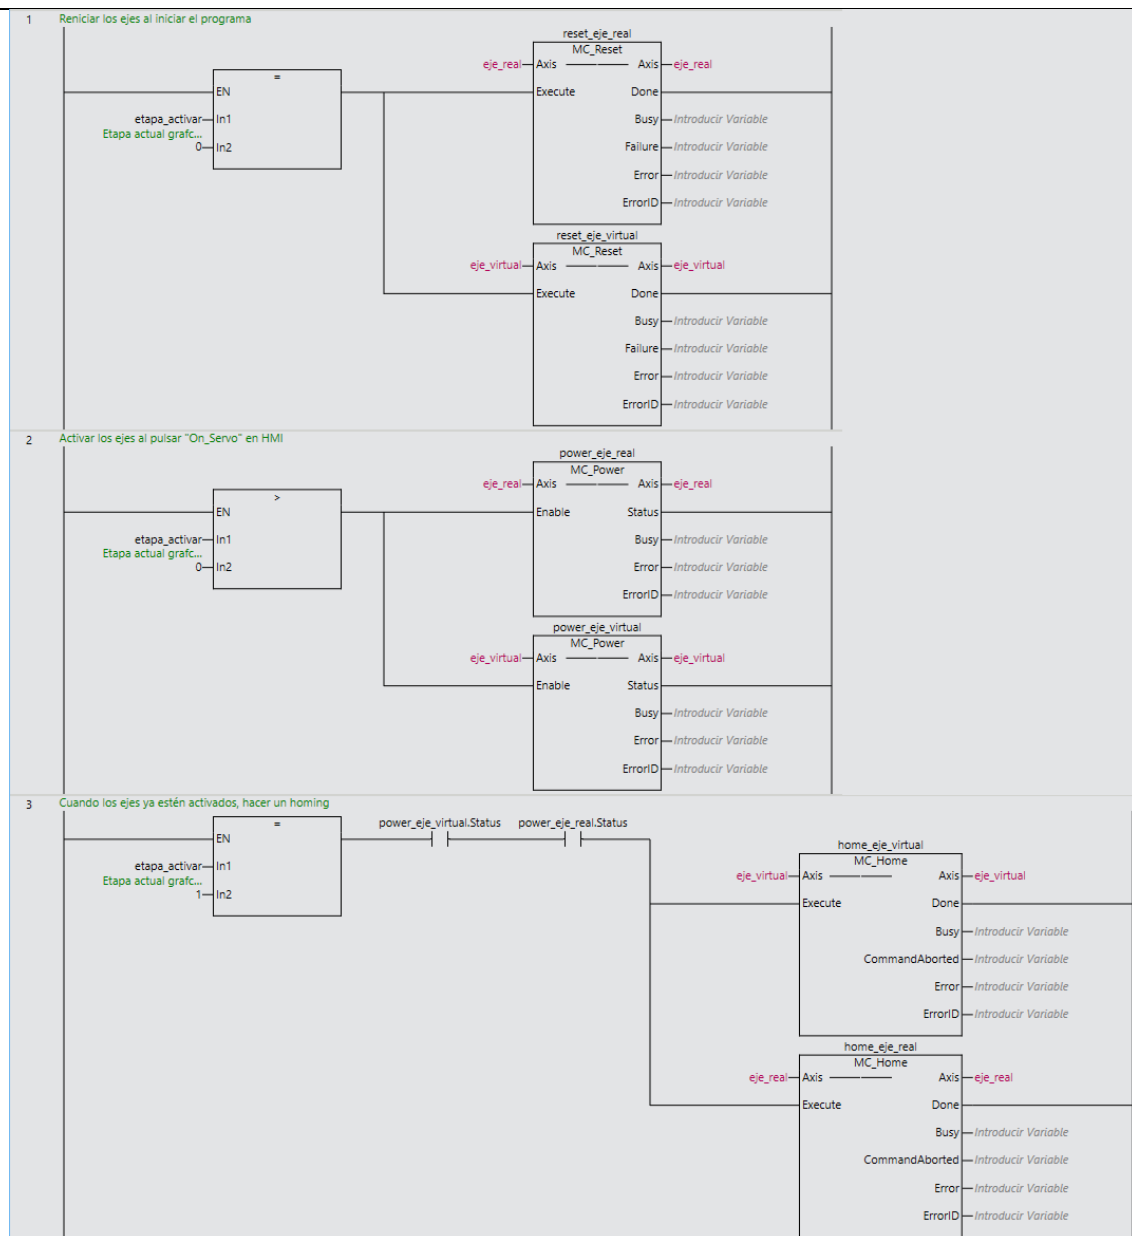 1 Reniciar los ejes al iniciar el programa
reset_eje_real
MC_Reset
eje_real Axis Axis eje_real
=
EN
Execute Done
etapa_activar In1
Busy Introducir Variable
Etapa actual grafc...
0 In2
Failure Introducir Variable
Error Introducir Variable
ErrorID Introducir Variable
reset_eje_virtual
MC_Reset
eje_virtual Axis Axis eje_virtual
Execute Done
Busy Introducir Variable
Failure Introducir Variable
Error Introducir Variable
ErrorID Introducir Variable
2 Activar los ejes al pulsar "On_Servo" en HMI
power_eje_real
MC_Power
eje_real Axis Axis eje_real
>
EN
Enable Status
etapa_activar In1
Busy Introducir Variable
Etapa actual grafc...
0 In2
Error Introducir Variable
ErrorID Introducir Variable
power_eje_virtual
MC_Power
eje_virtual Axis Axis eje_virtual
Enable Status
Busy Introducir Variable
Error Introducir Variable
ErrorID Introducir Variable
3 Cuando los ejes ya estén activados, hacer un homing
=
power_eje_virtual.Status power_eje_real.Status
EN
home_eje_virtual
MC_Home
etapa_activar In1
eje_virtual Axis Axis eje_virtual
Etapa actual grafc...
1 In2
Execute Done
Busy Introducir Variable
CommandAborted Introducir Variable
Error Introducir Variable
ErrorID Introducir Variable
home_eje_real
MC_Home
eje_real Axis Axis eje_real
Execute Done
Busy Introducir Variable
CommandAborted Introducir Variable
Error Introducir Variable
ErrorID Introducir Variable